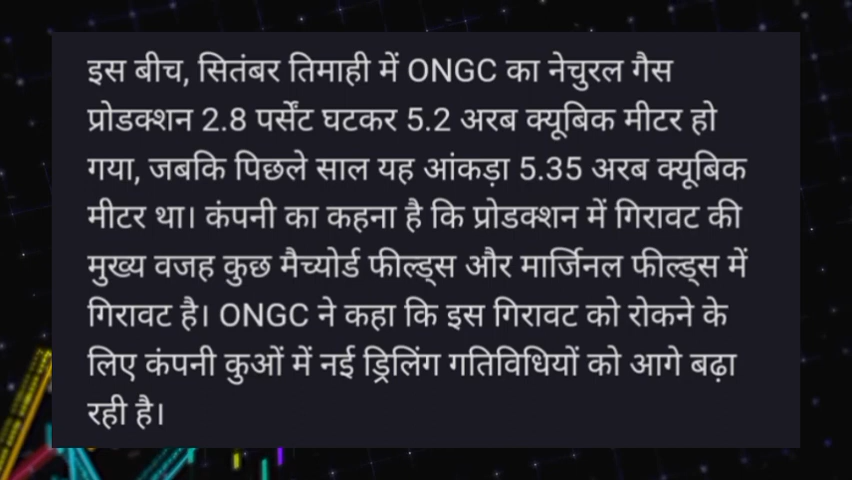 इस बीच, सितंबर तिमाही में ONGC का नेचुरल गैस
प्रोडक्शन 2.8 पर्सेंट घटकर 5.2 अरब क्यूबिक मीटर हो
गया, जबकि पिछले साल यह आंकड़ा 5.35 अरब क्यूबिक
मीटर था। कंपनी का कहना है कि प्रोडक्शन में गिरावट की
मुख्य वजह कुछ मैच्योर्ड फील्ड्स और मार्जिनल फील्ड्स में
गिरावट है। ONGC ने कहा कि इस गिरावट को रोकने के
लिए कंपनी कुओं में नई ड्रिलिंग गतिविधियों को आगे बढ़ा
रही है।